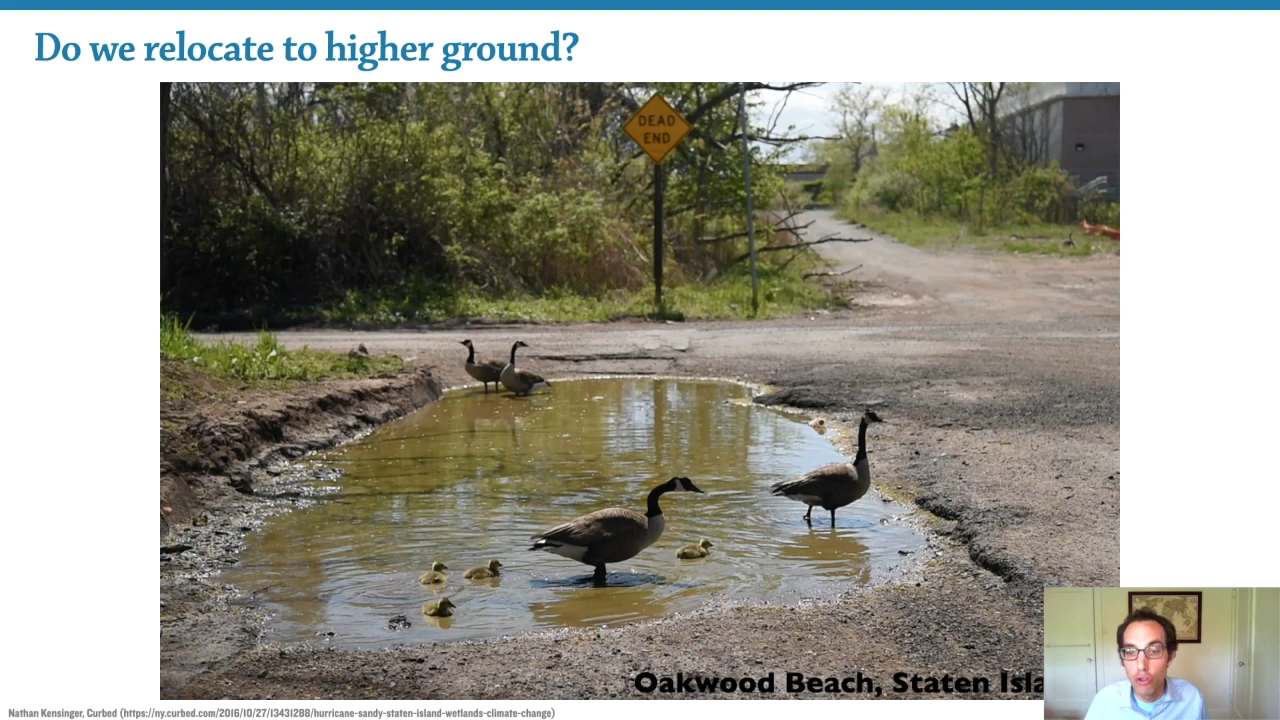 Do we relocate to higher ground?
DEAD
END
Oakwood Beach, Staten Isla
Nathan Kensinger, Curbed (https://ny.curbed.com/2016/10/27/13431288/hurricane-sandy-staten-island-wetlands-climate-change)